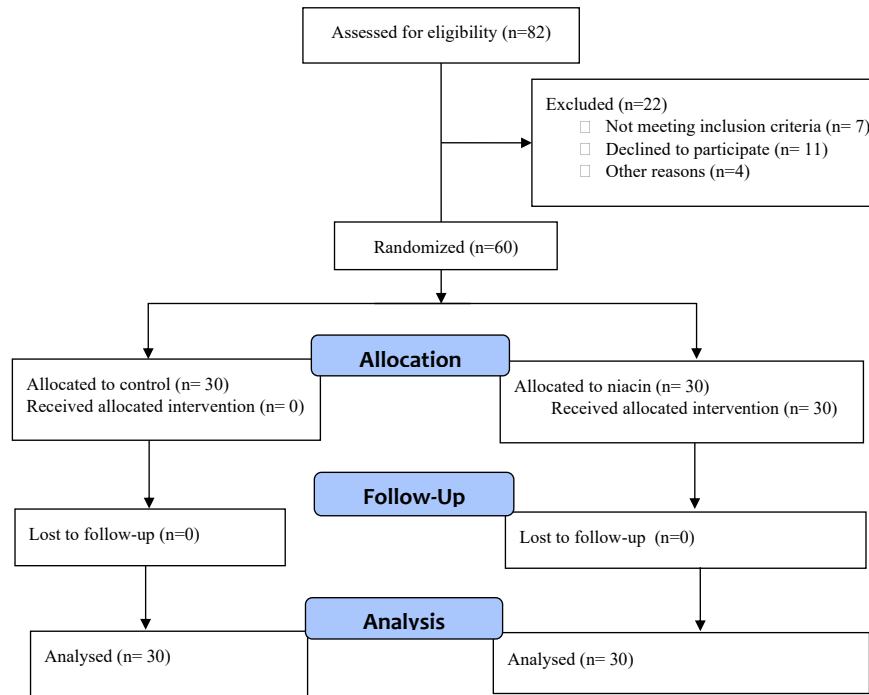 Assessed for eligibility (n=82)
Excluded (n=22)
Not meeting inclusion criteria (n= 7)
Declined to participate (n= 11)
Other reasons (n=4)
Randomized (n=60)
Allocation
Allocated to control (n= 30)
Received allocated intervention (n= 0)
Allocated to niacin (n= 30)
Received allocated intervention (n= 30)
Follow-Up
Lost to follow-up (n=0)
Lost to follow-up (n=0)
Analysis
Analysed (n= 30)
Analysed (n= 30)